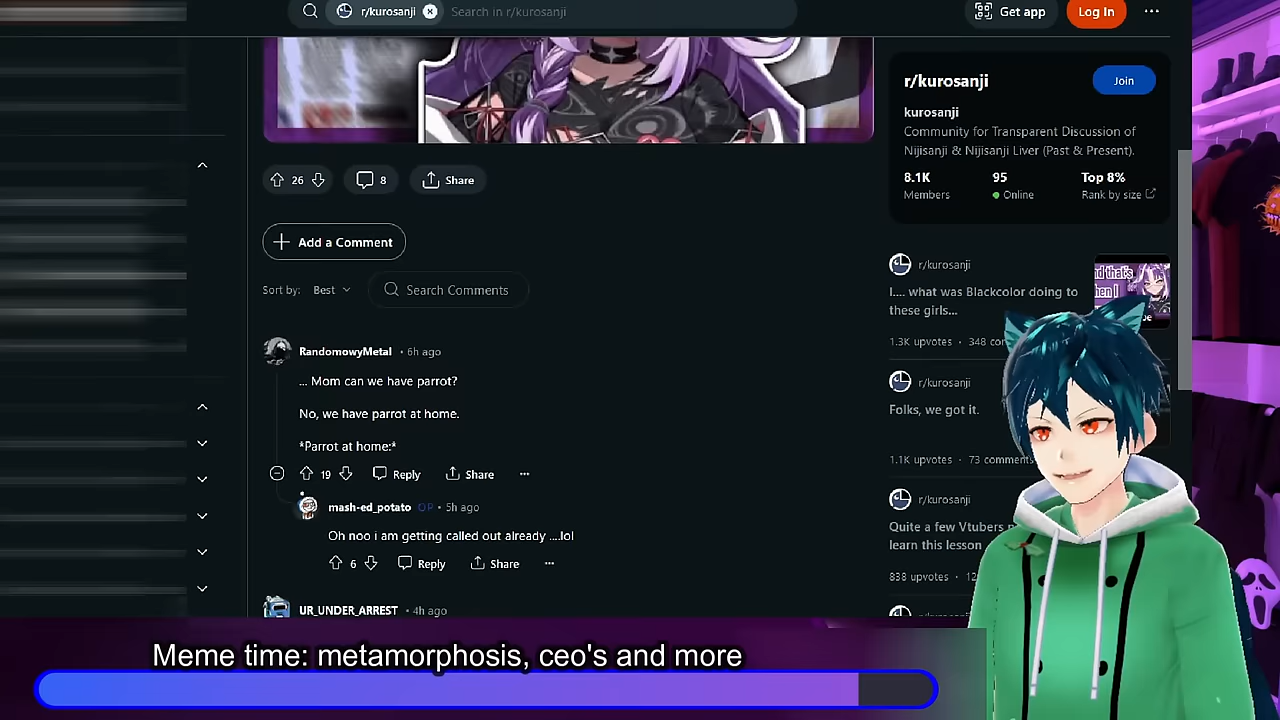 r/kurosanji
Search in r/kurosanji
Get app
Log In
26
8
Share
Add a Comment
Sort by:
Best
Search Comments
RandomowyMetal • 6h ago
... Mom can we have parrot?
No, we have parrot at home.
*Parrot at home:*
19
Reply
Share
mash-ed_potato OP • 5h ago
Oh noo i am getting called out already ....lol
6
Reply
Share
UR_UNDER_ARREST • 4h ago
r/kurosanji
Join
kurosanji
Community for Transparent Discussion of
Nijisanji & Nijisanji Liver (Past & Present).
8.1K
95
Top 8%
Members
Online
Rank by size
r/kurosanji
I.... what was Blackcolor doing to
these girls...
1.3K upvotes • 348
r/kurosanji
Folks, we got it.
1.1K upvotes • 73 comments
r/kurosanji
Quite a few Vtubers
learn this lesson
838 upvotes
Meme time: metamorphosis, ceo's and more